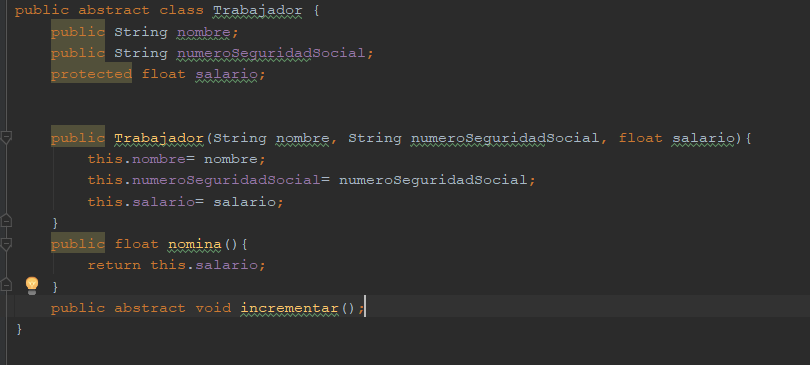 public abstract class Trabajador {
public String nombre;
public String numeroSeguridadSocial;
protected float salario;
public Trabajador(String nombre, String numeroSeguridadSocial, float salario){
this.nombre= nombre;
this.numeroSeguridadSocial= numeroSeguridadSocial;
this.salario= salario;
}
public float nomina(){
return this.salario;
}
public abstract void incrementar();
}